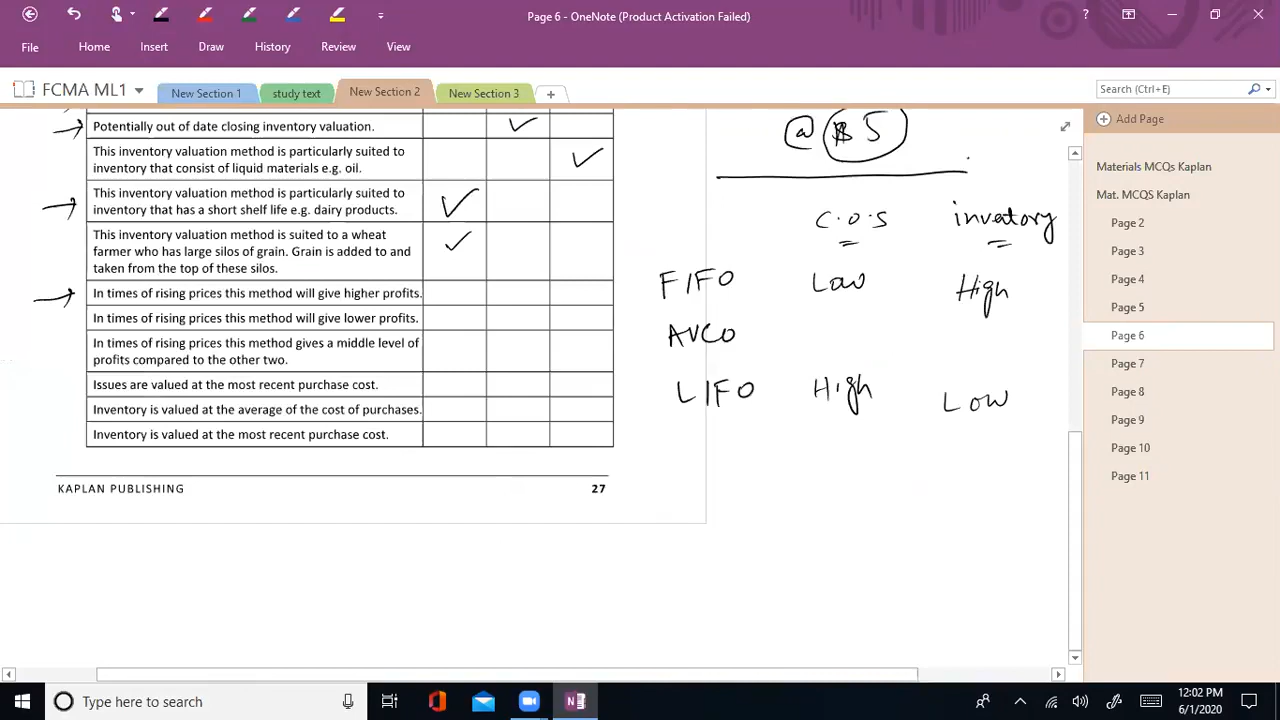 Page 6 - OneNote (Product Activation Failed)
?
File Home Insert Draw History Review View
FCMA ML1 New Section 1 study text New Section 2 New Section 3
Search (Ctrl+E)
Add Page
Materials MCQs Kaplan
Mat. MCQS Kaplan
Page 2
Page 3
Page 4
Page 5
Page 6
Page 7
Page 8
Page 9
Page 10
Page 11
Potentially out of date closing inventory valuation.
This inventory valuation method is particularly suited to
inventory that consist of liquid materials e.g. oil.
This inventory valuation method is particularly suited to
inventory that has a short shelf life e.g. dairy products.
This inventory valuation method is suited to a wheat
farmer who has large silos of grain. Grain is added to and
taken from the top of these silos.
In times of rising prices this method will give higher profits.
In times of rising prices this method will give lower profits.
In times of rising prices this method gives a middle level of
profits compared to the other two.
Issues are valued at the most recent purchase cost.
Inventory is valued at the average of the cost of purchases.
Inventory is valued at the most recent purchase cost.
KAPLAN PUBLISHING 27
@ 5
C.O.S inventory
FIFO Low High
AVCO
LIFO High Low
Type here to search
12:02 PM
6/1/2020